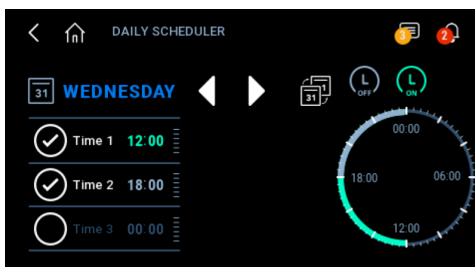 DAILY SCHEDULER
3
2
31 WEDNESDAY
31
OFF
ON
Time 1 12:00
Time 2 18:00
Time 3 00:00
00:00
18:00 06:00
12:00